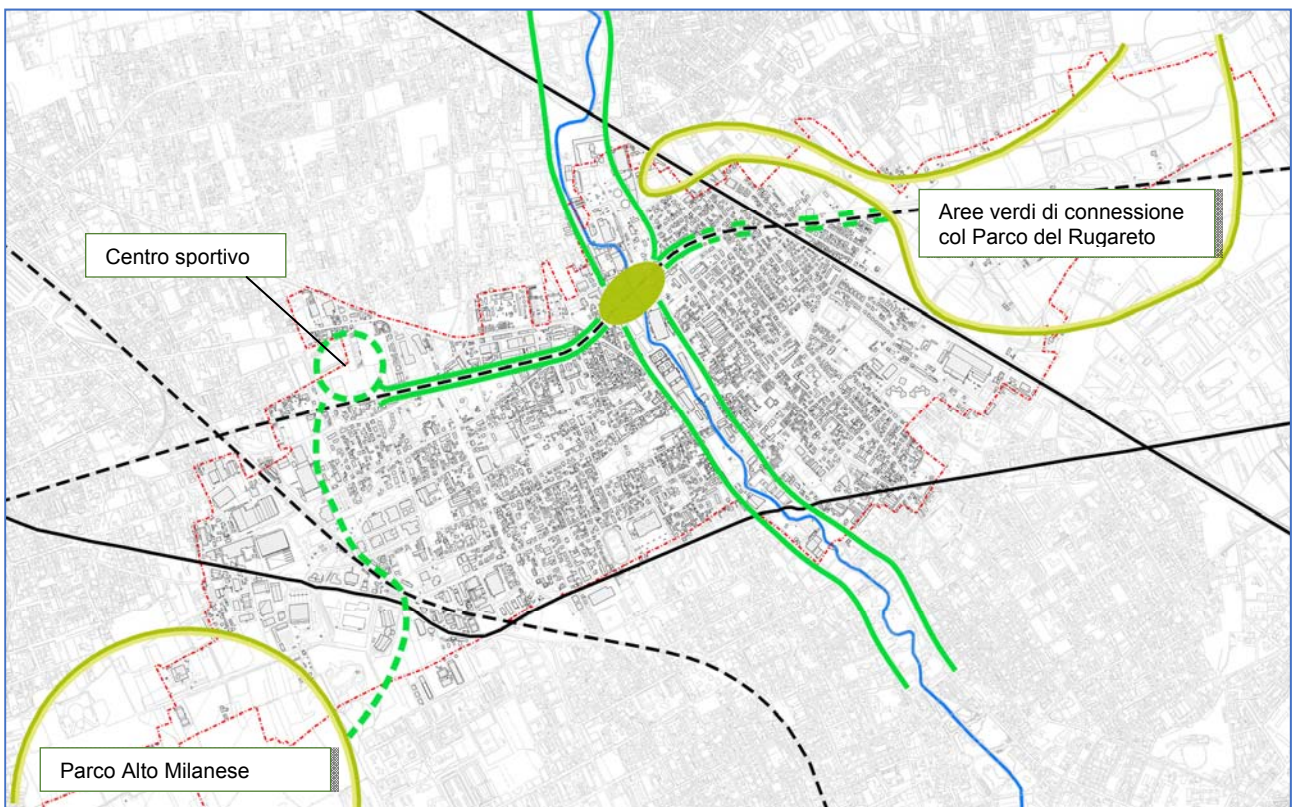 Aree verdi di connessione
col Parco del Rugareto
Centro sportivo
Parco Alto Milanese